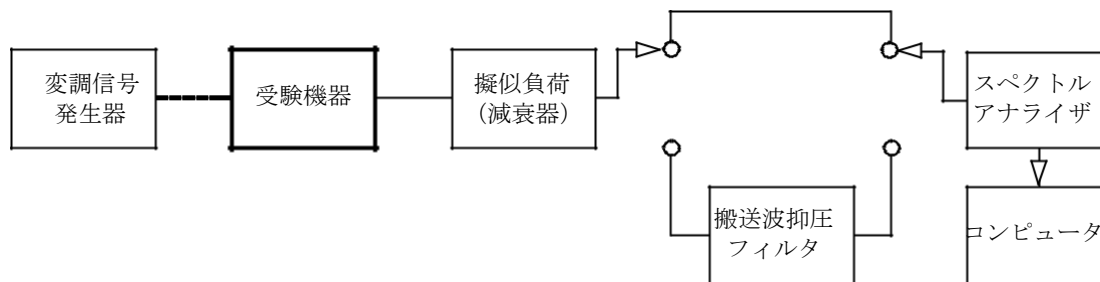 変調信号
発生器
受験機器
擬似負荷
（減衰器）
スペクトル
アナライザ
搬送波抑圧
フィルタ
コンピュータ